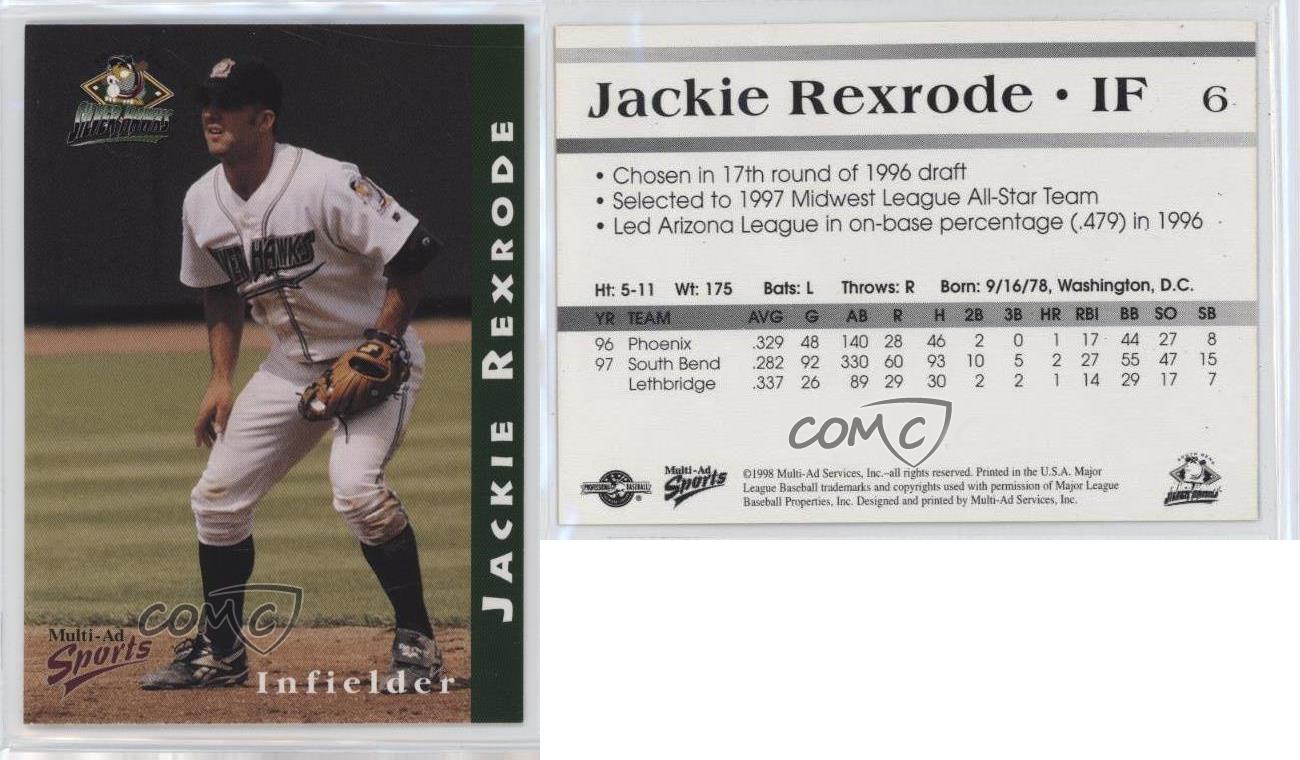 SILVER HAWKS
HAWKS
JACKIE REXRODE
COMC
Multi-Ad
Sports
Infielder
Jackie Rexrode • IF 6
• Chosen in 17th round of 1996 draft
• Selected to 1997 Midwest League All-Star Team
• Led Arizona League in on-base percentage (.479) in 1996
Ht: 5-11 Wt: 175 Bats: L Throws: R Born: 9/16/78, Washington, D.C.
YR TEAM AVG G AB R H 2B 3B HR RBI BB SO SB
96 Phoenix .329 48 140 28 46 2 0 1 17 44 27 8
97 South Bend .282 92 330 60 93 10 5 2 27 55 47 15
Lethbridge .337 26 89 29 30 2 2 1 14 29 17 7
COMC
PROFESSIONAL BASEBALL
Multi-Ad
Sports
©1998 Multi-Ad Services, Inc.–all rights reserved. Printed in the U.S.A. Major
League Baseball trademarks and copyrights used with permission of Major League
Baseball Properties, Inc. Designed and printed by Multi-Ad Services, Inc.
SOUTH BEND
SILVER HAWKS